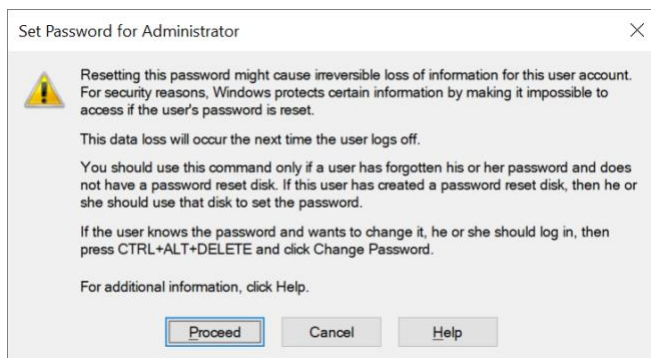 Set Password for Administrator
Resetting this password might cause irreversible loss of information for this user account.
For security reasons, Windows protects certain information by making it impossible to
access if the user's password is reset.
This data loss will occur the next time the user logs off.
You should use this command only if a user has forgotten his or her password and does
not have a password reset disk. If this user has created a password reset disk, then he or
she should use that disk to set the password.
If the user knows the password and wants to change it, he or she should log in, then
press CTRL+ALT+DELETE and click Change Password.
For additional information, click Help.
Proceed Cancel Help